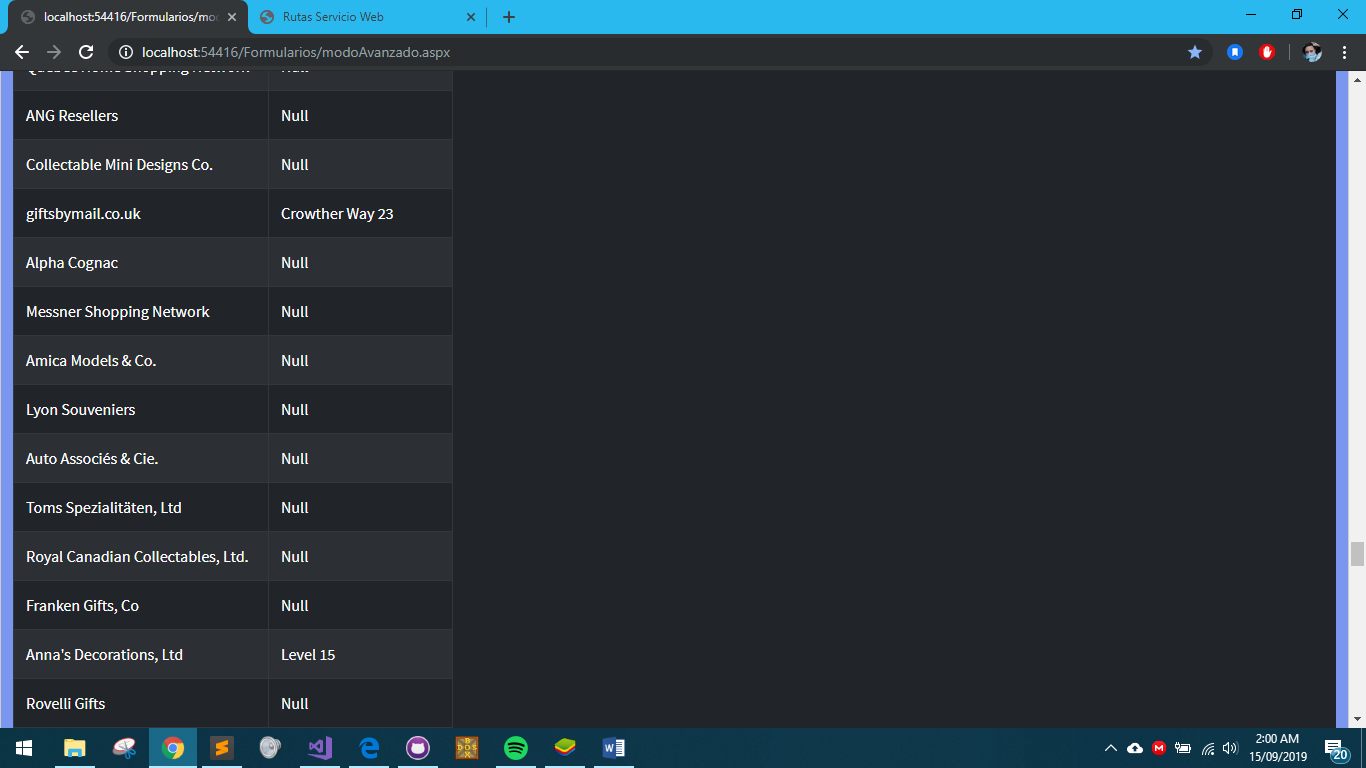 localhost:54416/Formularios/mod
Rutas Servicio Web
localhost:54416/Formularios/modoAvanzado.aspx
ANG Resellers Null
Collectable Mini Designs Co. Null
giftsbymail.co.uk Crowther Way 23
Alpha Cognac Null
Messner Shopping Network Null
Amica Models & Co. Null
Lyon Souveniers Null
Auto Associés & Cie. Null
Toms Spezialitäten, Ltd Null
Royal Canadian Collectables, Ltd. Null
Franken Gifts, Co Null
Anna's Decorations, Ltd Level 15
Rovelli Gifts Null
2:00 AM
15/09/2019
20